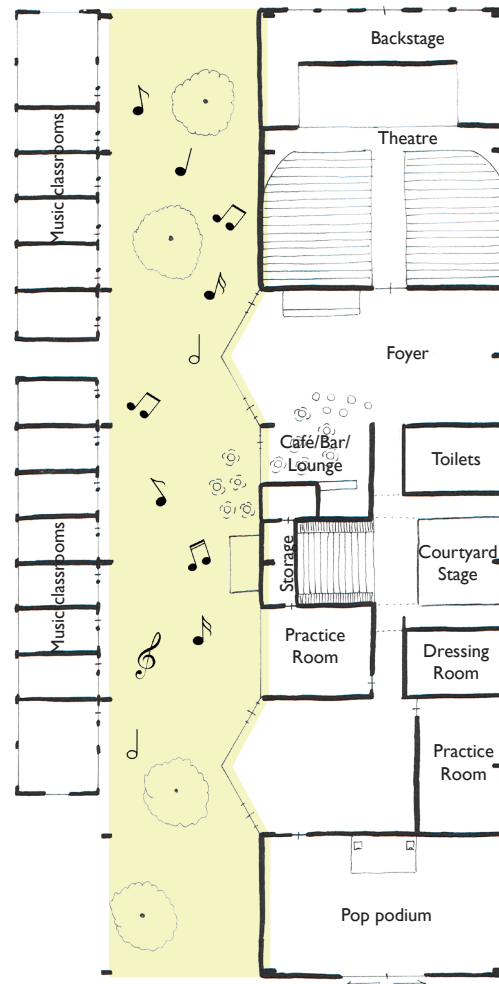 Backstage
Music classrooms
Theatre
Foyer
Café/Bar/
Lounge
Toilets
Storage
Courtyard
Stage
Music classrooms
Practice
Room
Dressing
Room
Practice
Room
Pop podium